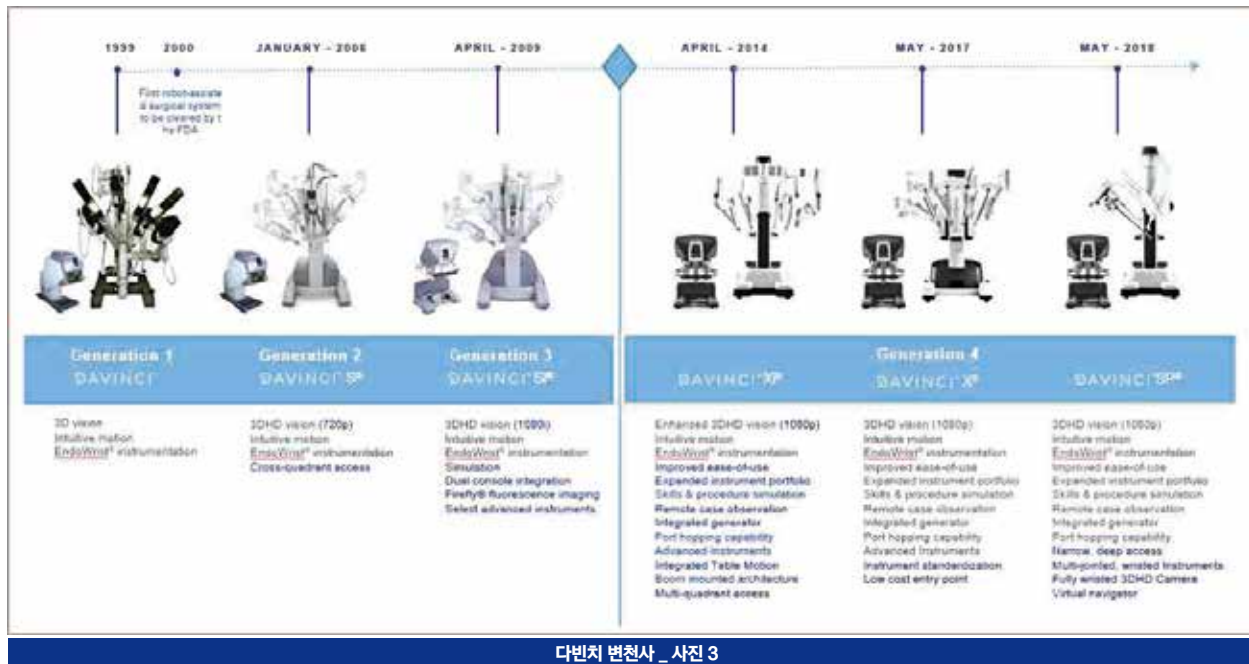 1999
2000
JANUARY - 2006
APRIL - 2009
APRIL - 2014
MAY - 2017
MAY - 2018
First robot-assiste
d surgical system
to be cleared by t
he FDA
Generation 1
DAVINCI
Generation 2
DAVINCI
Generation 3
DAVINCI
Generation 4
DAVINCI
DAVINCI
DAVINCI
3D vision
Intuitive motion
EndoWrist® instrumentation
3DHD vision (720p)
Intuitive motion
EndoWrist® instrumentation
Cross-quadrant access
3DHD vision (1080i)
Intuitive motion
EndoWrist® instrumentation
Simulation
Dual console integration
Firefly® fluorescence imaging
Select advanced instruments
Enhanced 3DHD vision (1080p)
Intuitive motion
EndoWrist® instrumentation
Improved ease-of-use
Expanded instrument portfolio
Skills & procedure simulation
Remote case observation
Integrated generator
Port hopping capability
Advanced instruments
Integrated Table Motion
Boom mounted architecture
Multi-quadrant access
3DHD vision (1080p)
Intuitive motion
EndoWrist® instrumentation
Improved ease-of-use
Expanded instrument portfolio
Skills & procedure simulation
Remote case observation
Integrated generator
Port hopping capability
Advanced Instruments
Instrument standardization
Low cost entry point
3DHD vision (1080p)
Intuitive motion
EndoWrist® instrumentation
Improved ease-of-use
Expanded instrument portfolio
Skills & procedure simulation
Remote case observation
Integrated generator
Port hopping capability
Narrow, deep access
Multi-jointed, wristed Instruments
Fully wristed 3DHD Camera
Virtual navigator
다빈치 변천사 _ 사진 3